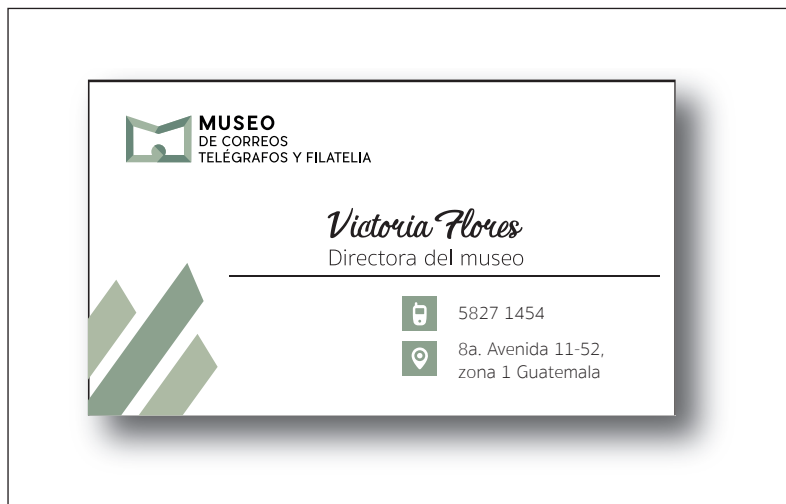 MUSEO
DE CORREOS
TELÉGRAFOS Y FILATELIA
Victoria Flores
Directora del museo
5827 1454
8a. Avenida 11-52,
zona 1 Guatemala